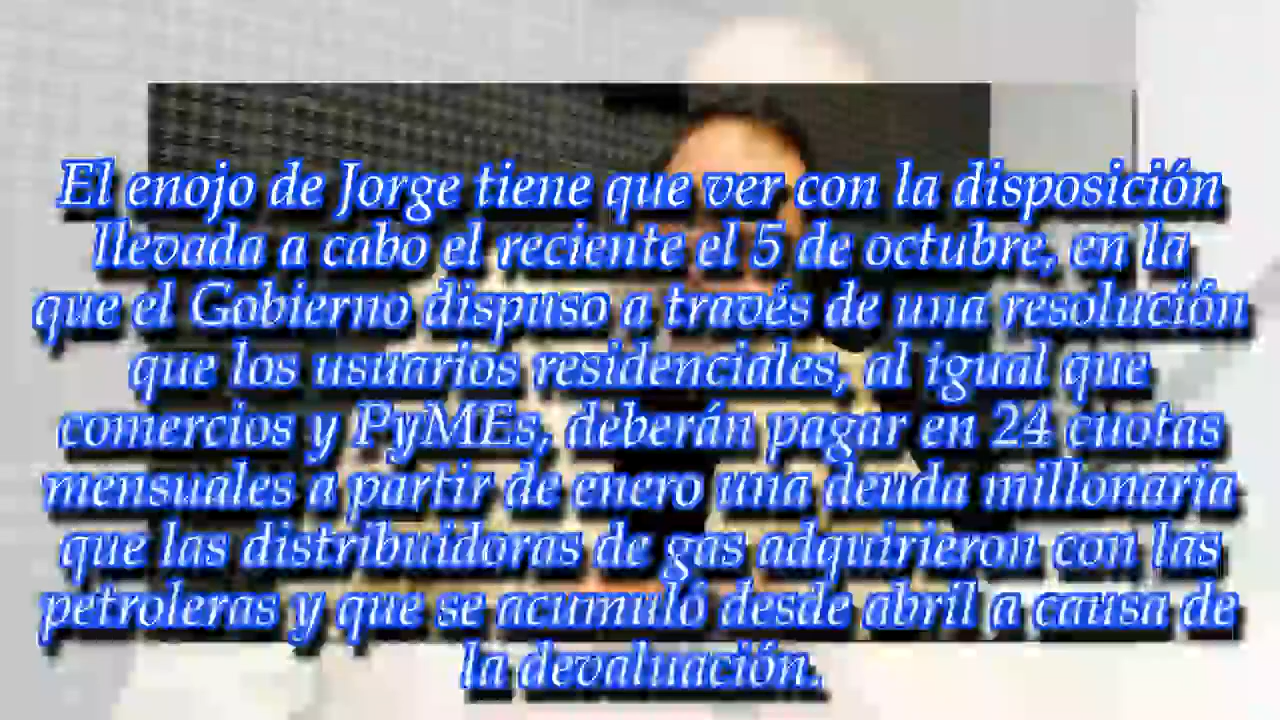 El enojo de Jorge tiene que ver con la disposición
llevada a cabo el reciente el 5 de octubre, en la
que el Gobierno dispuso a través de una resolución
que los usuarios residenciales, al igual que
comercios y PyMEs, deberán pagar en 24 cuotas
mensuales a partir de enero una deuda millonaria
que las distribuidoras de gas adquirieron con las
petroleras y que se acumuló desde abril a causa de
la devaluación.